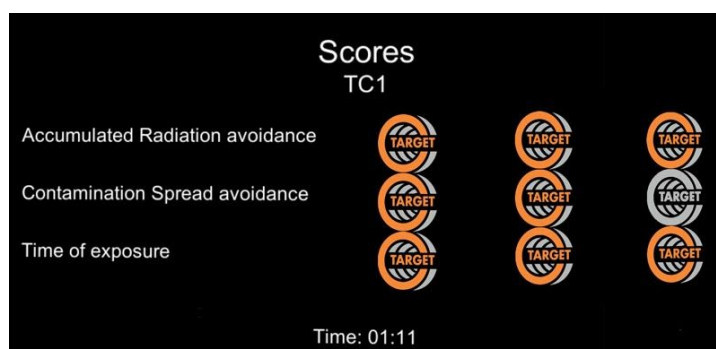 Scores
TC1
Accumulated Radiation avoidance
TARGET TARGET TARGET
Contamination Spread avoidance
TARGET TARGET TARGET
Time of exposure
TARGET TARGET TARGET
Time: 01:11